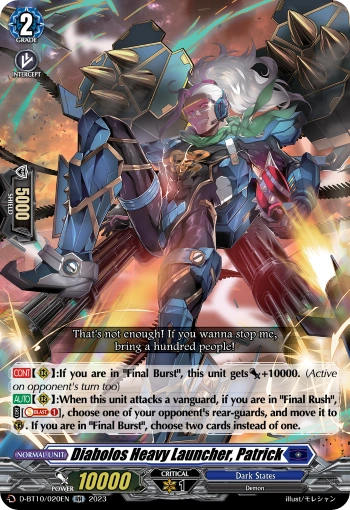 2
GRADE
INTERCEPT
5000
SHIELD
That's not enough! If you wanna stop me,
bring a hundred people!
CONT【】:If you are in "Final Burst", this unit gets +10000. (Active
on opponent's turn too)
AUTO【】:When this unit attacks a vanguard, if you are in "Final Rush",
[BLAST 1], choose one of your opponent's rear-guards, and move it to
. If you are in "Final Burst", choose two cards instead of one.
NORMAL UNIT
Diabolos Heavy Launcher, Patrick
POWER 10000
CRITICAL
1
Dark States
Demon
D-BT10/020EN RR 2023
illust/モレシャン